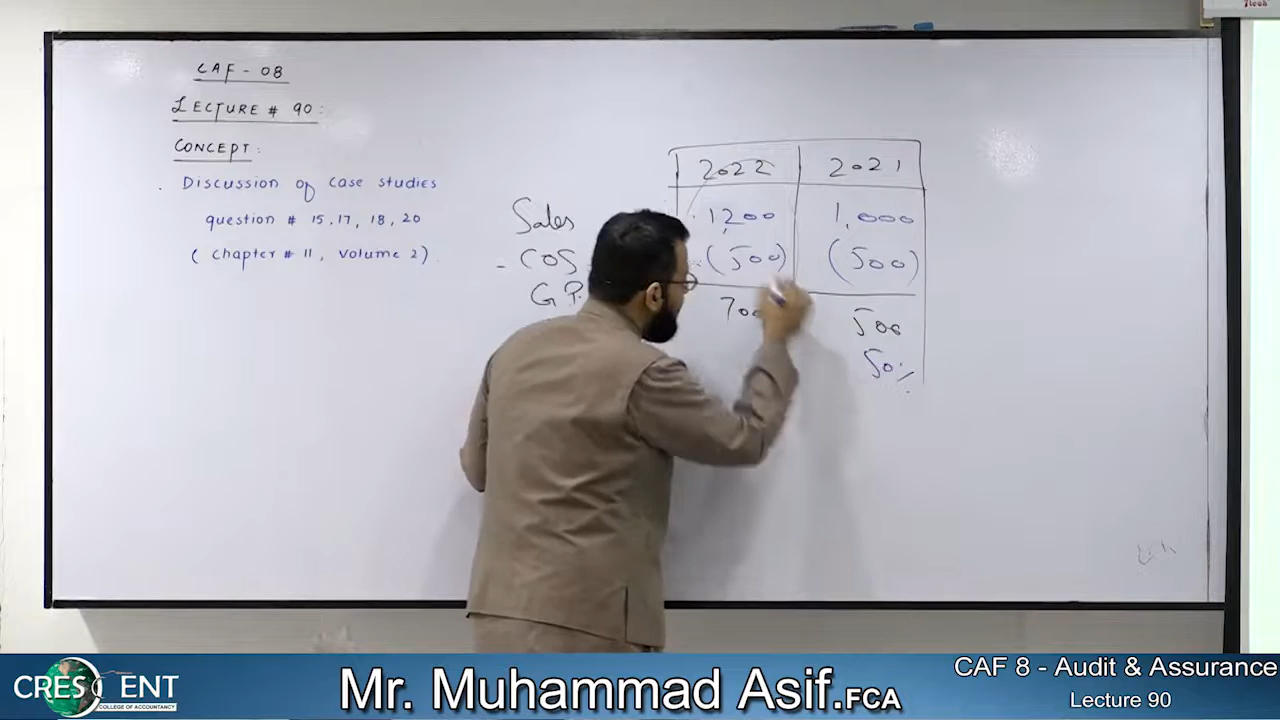 CAF - 08
LECTURE # 90:
CONCEPT:
. Discussion of case studies
question # 15, 17, 18, 20
( chapter # 11, Volume 2).
2022 2021
Sales 1,200 1,000
- COS (500) (500)
G.P. 700 500
50%
CRESCENT
COLLEGE OF ACCOUNTANCY
Mr. Muhammad Asif.FCA
CAF 8 - Audit & Assurance
Lecture 90